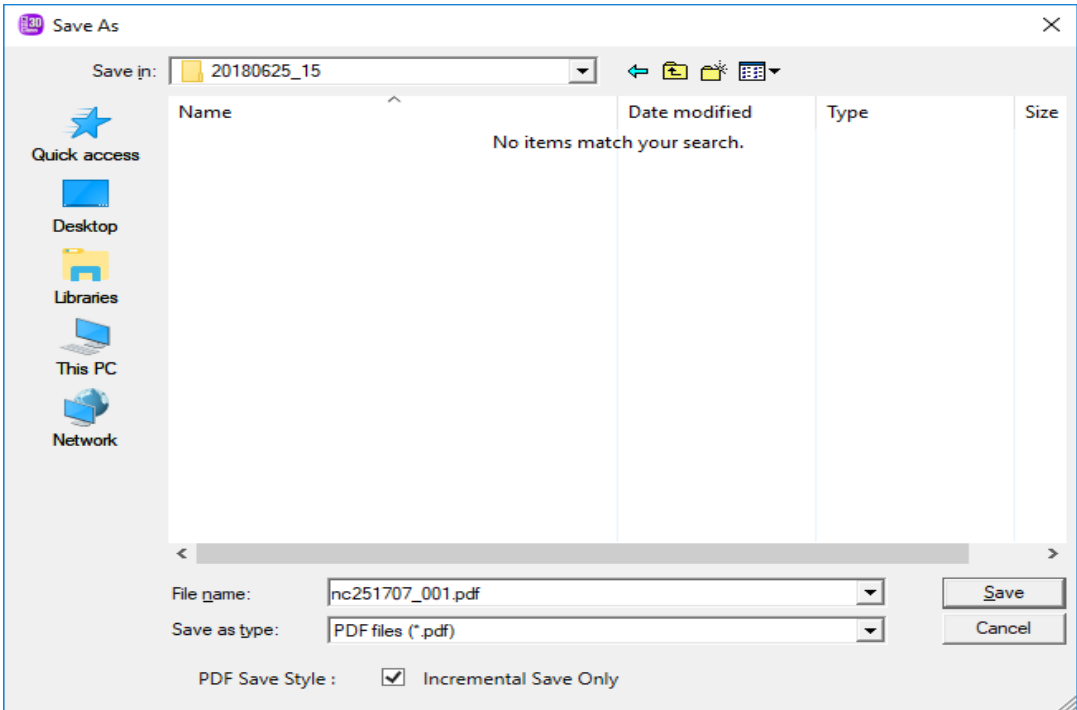 Save As
Save in: 20180625_15
Name Date modified Type Size
No items match your search.
Quick access
Desktop
Libraries
This PC
Network
File name: nc251707_001.pdf Save
Save as type: PDF files (*.pdf) Cancel
PDF Save Style : Incremental Save Only